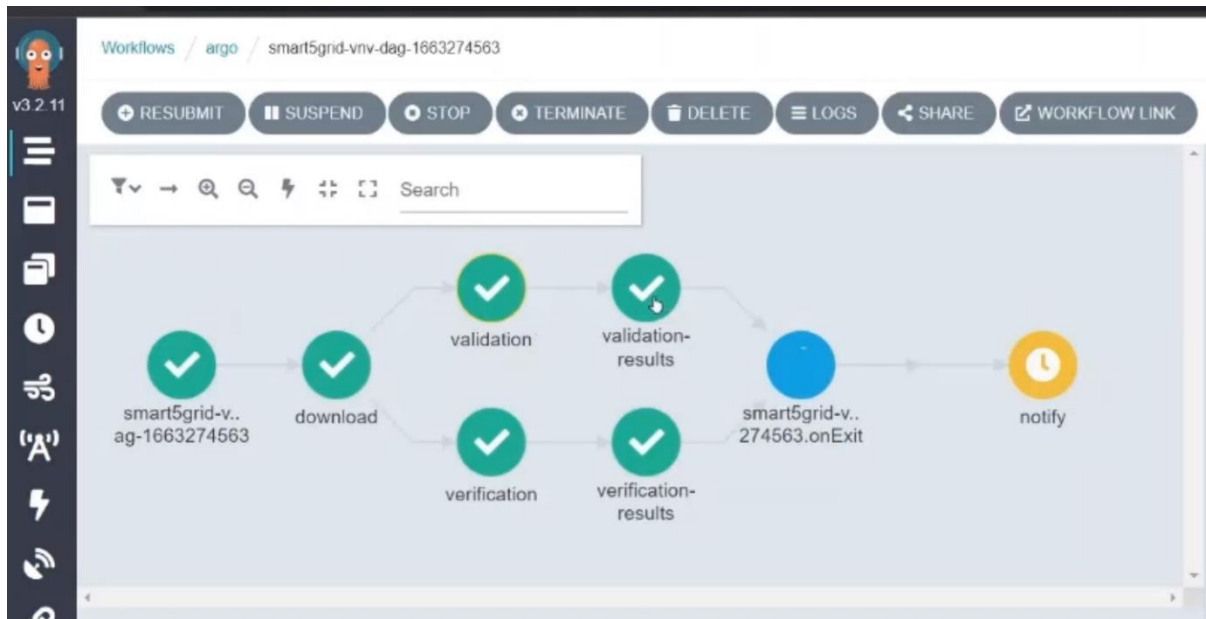 Workflows / argo / smart5grid-vnv-dag-1663274563
v3.2.11
RESUBMIT SUSPEND STOP TERMINATE DELETE LOGS SHARE WORKFLOW LINK
Search
validation
validation-
results
smart5grid-v..
ag-1663274563
download
smart5grid-v..
274563.onExit
notify
verification
verification-
results